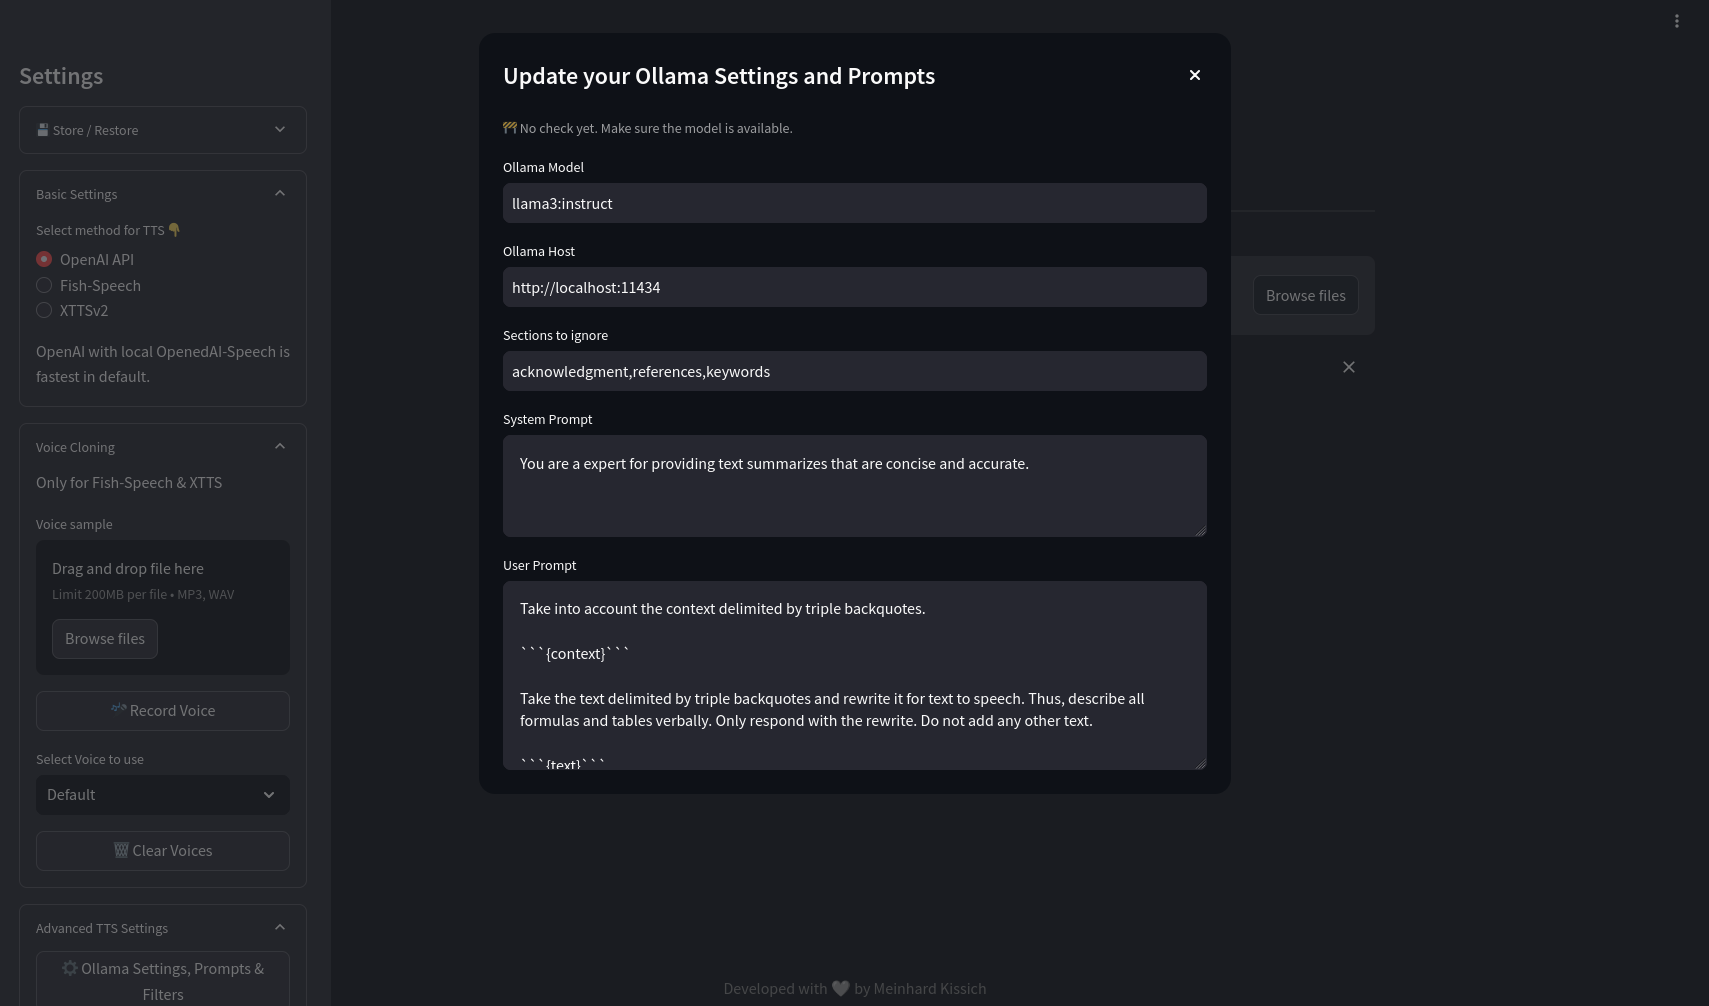 Settings
Store / Restore
Basic Settings
Select method for TTS
OpenAI API
Fish-Speech
XTTSv2
OpenAI with local OpenedAI-Speech is
fastest in default.
Voice Cloning
Only for Fish-Speech & XTTS
Voice sample
Drag and drop file here
Limit 200MB per file • MP3, WAV
Browse files
Record Voice
Select Voice to use
Default
Clear Voices
Advanced TTS Settings
Ollama Settings, Prompts &
Filters
Update your Ollama Settings and Prompts
No check yet. Make sure the model is available.
Ollama Model
llama3:instruct
Ollama Host
http://localhost:11434
Sections to ignore
acknowledgment,references,keywords
System Prompt
You are a expert for providing text summarizes that are concise and accurate.
User Prompt
Take into account the context delimited by triple backquotes.
```{context}```
Take the text delimited by triple backquotes and rewrite it for text to speech. Thus, describe all
formulas and tables verbally. Only respond with the rewrite. Do not add any other text.
```{text}```
Browse files
Developed with 🖤 by Meinhard Kissich